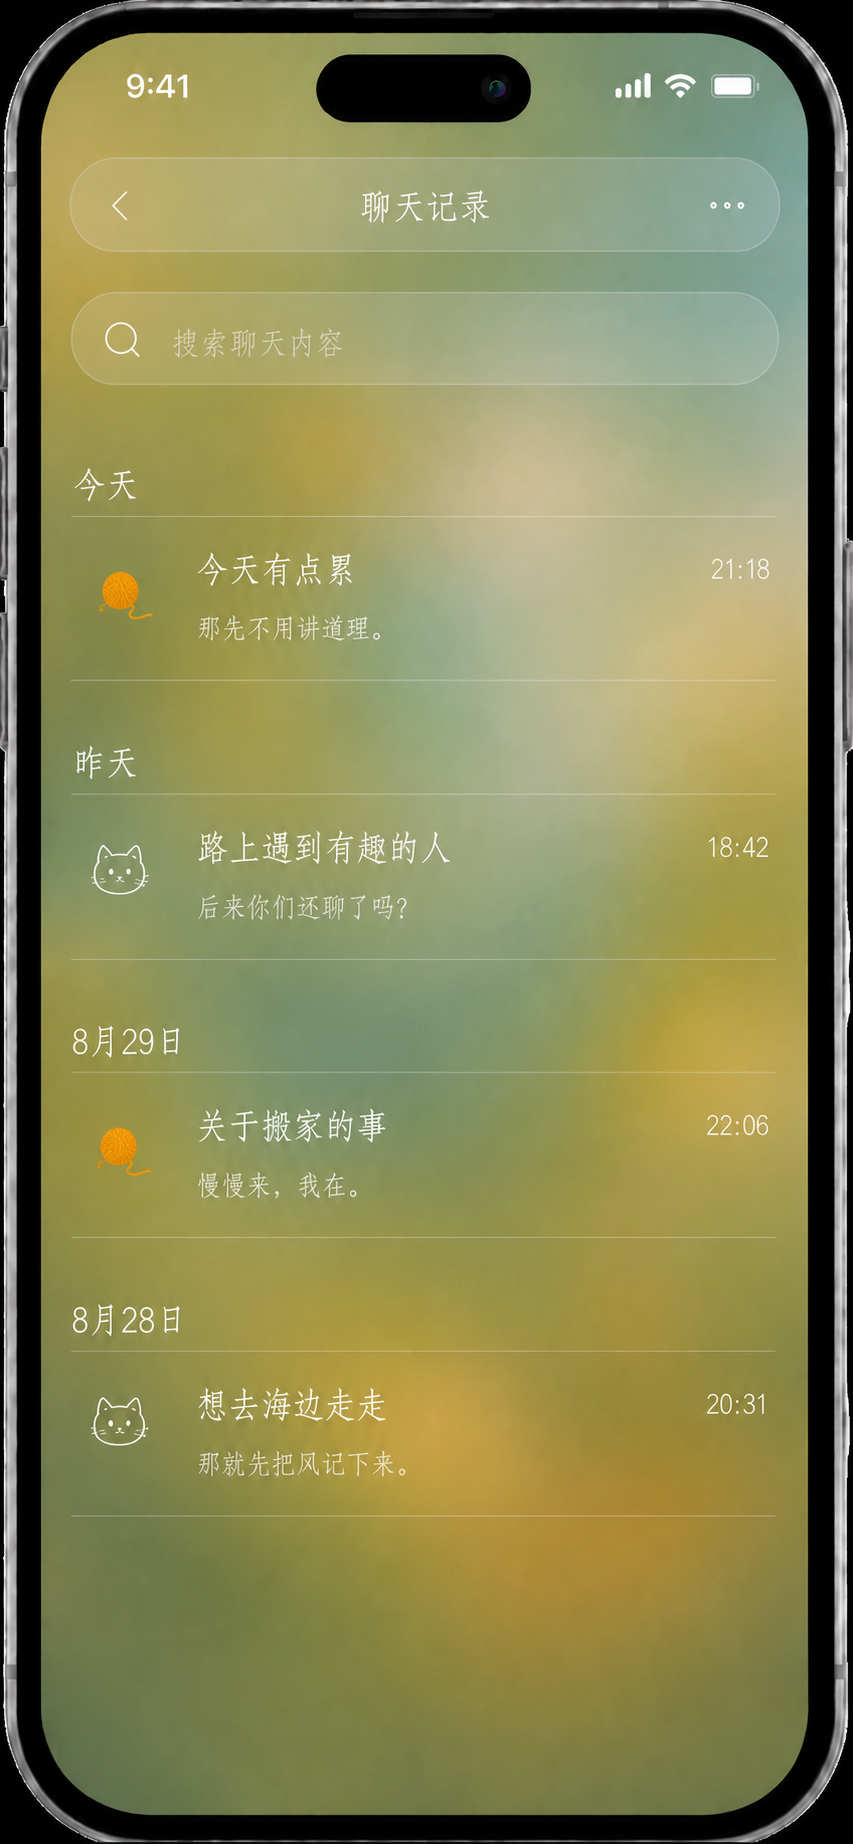 9:41
聊天记录
搜索聊天内容
今天
今天有点累
21:18
那先不用讲道理。
昨天
路上遇到有趣的人
18:42
后来你们还聊了吗?
8月29日
关于搬家的事
22:06
慢慢来，我在。
8月28日
想去海边走走
20:31
那就先把风记下来。